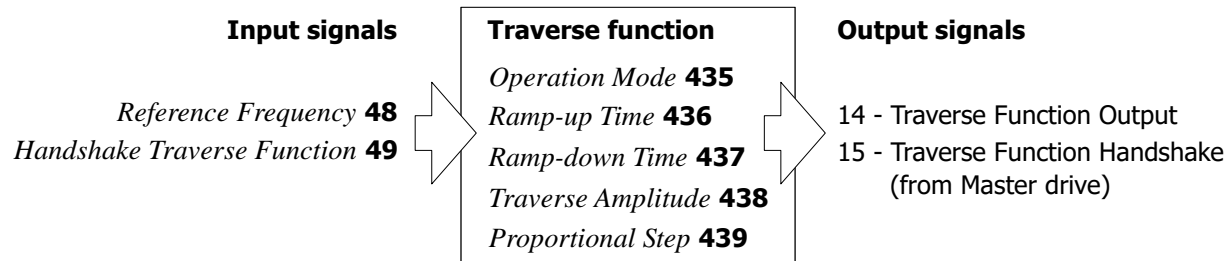 Input signals
Reference Frequency 48
Handshake Traverse Function 49
Traverse function
Operation Mode 435
Ramp-up Time 436
Ramp-down Time 437
Traverse Amplitude 438
Proportional Step 439
Output signals
14 - Traverse Function Output
15 - Traverse Function Handshake
(from Master drive)